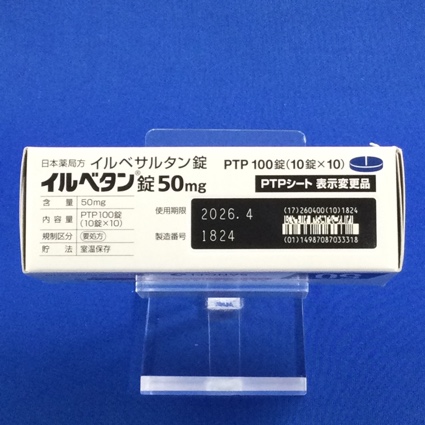 日本薬局方 イルベサルタン錠 PTP 100錠(10錠×10)
イルベタン®錠50mg
PTPシート 表示変更品
含量 50mg
内容量 PTP100錠
(10錠×10)
規制区分 要処方
貯法 室温保存
使用期限 2026.4
製造番号 1824
(17)260400(10)1824
(01)14987087033318